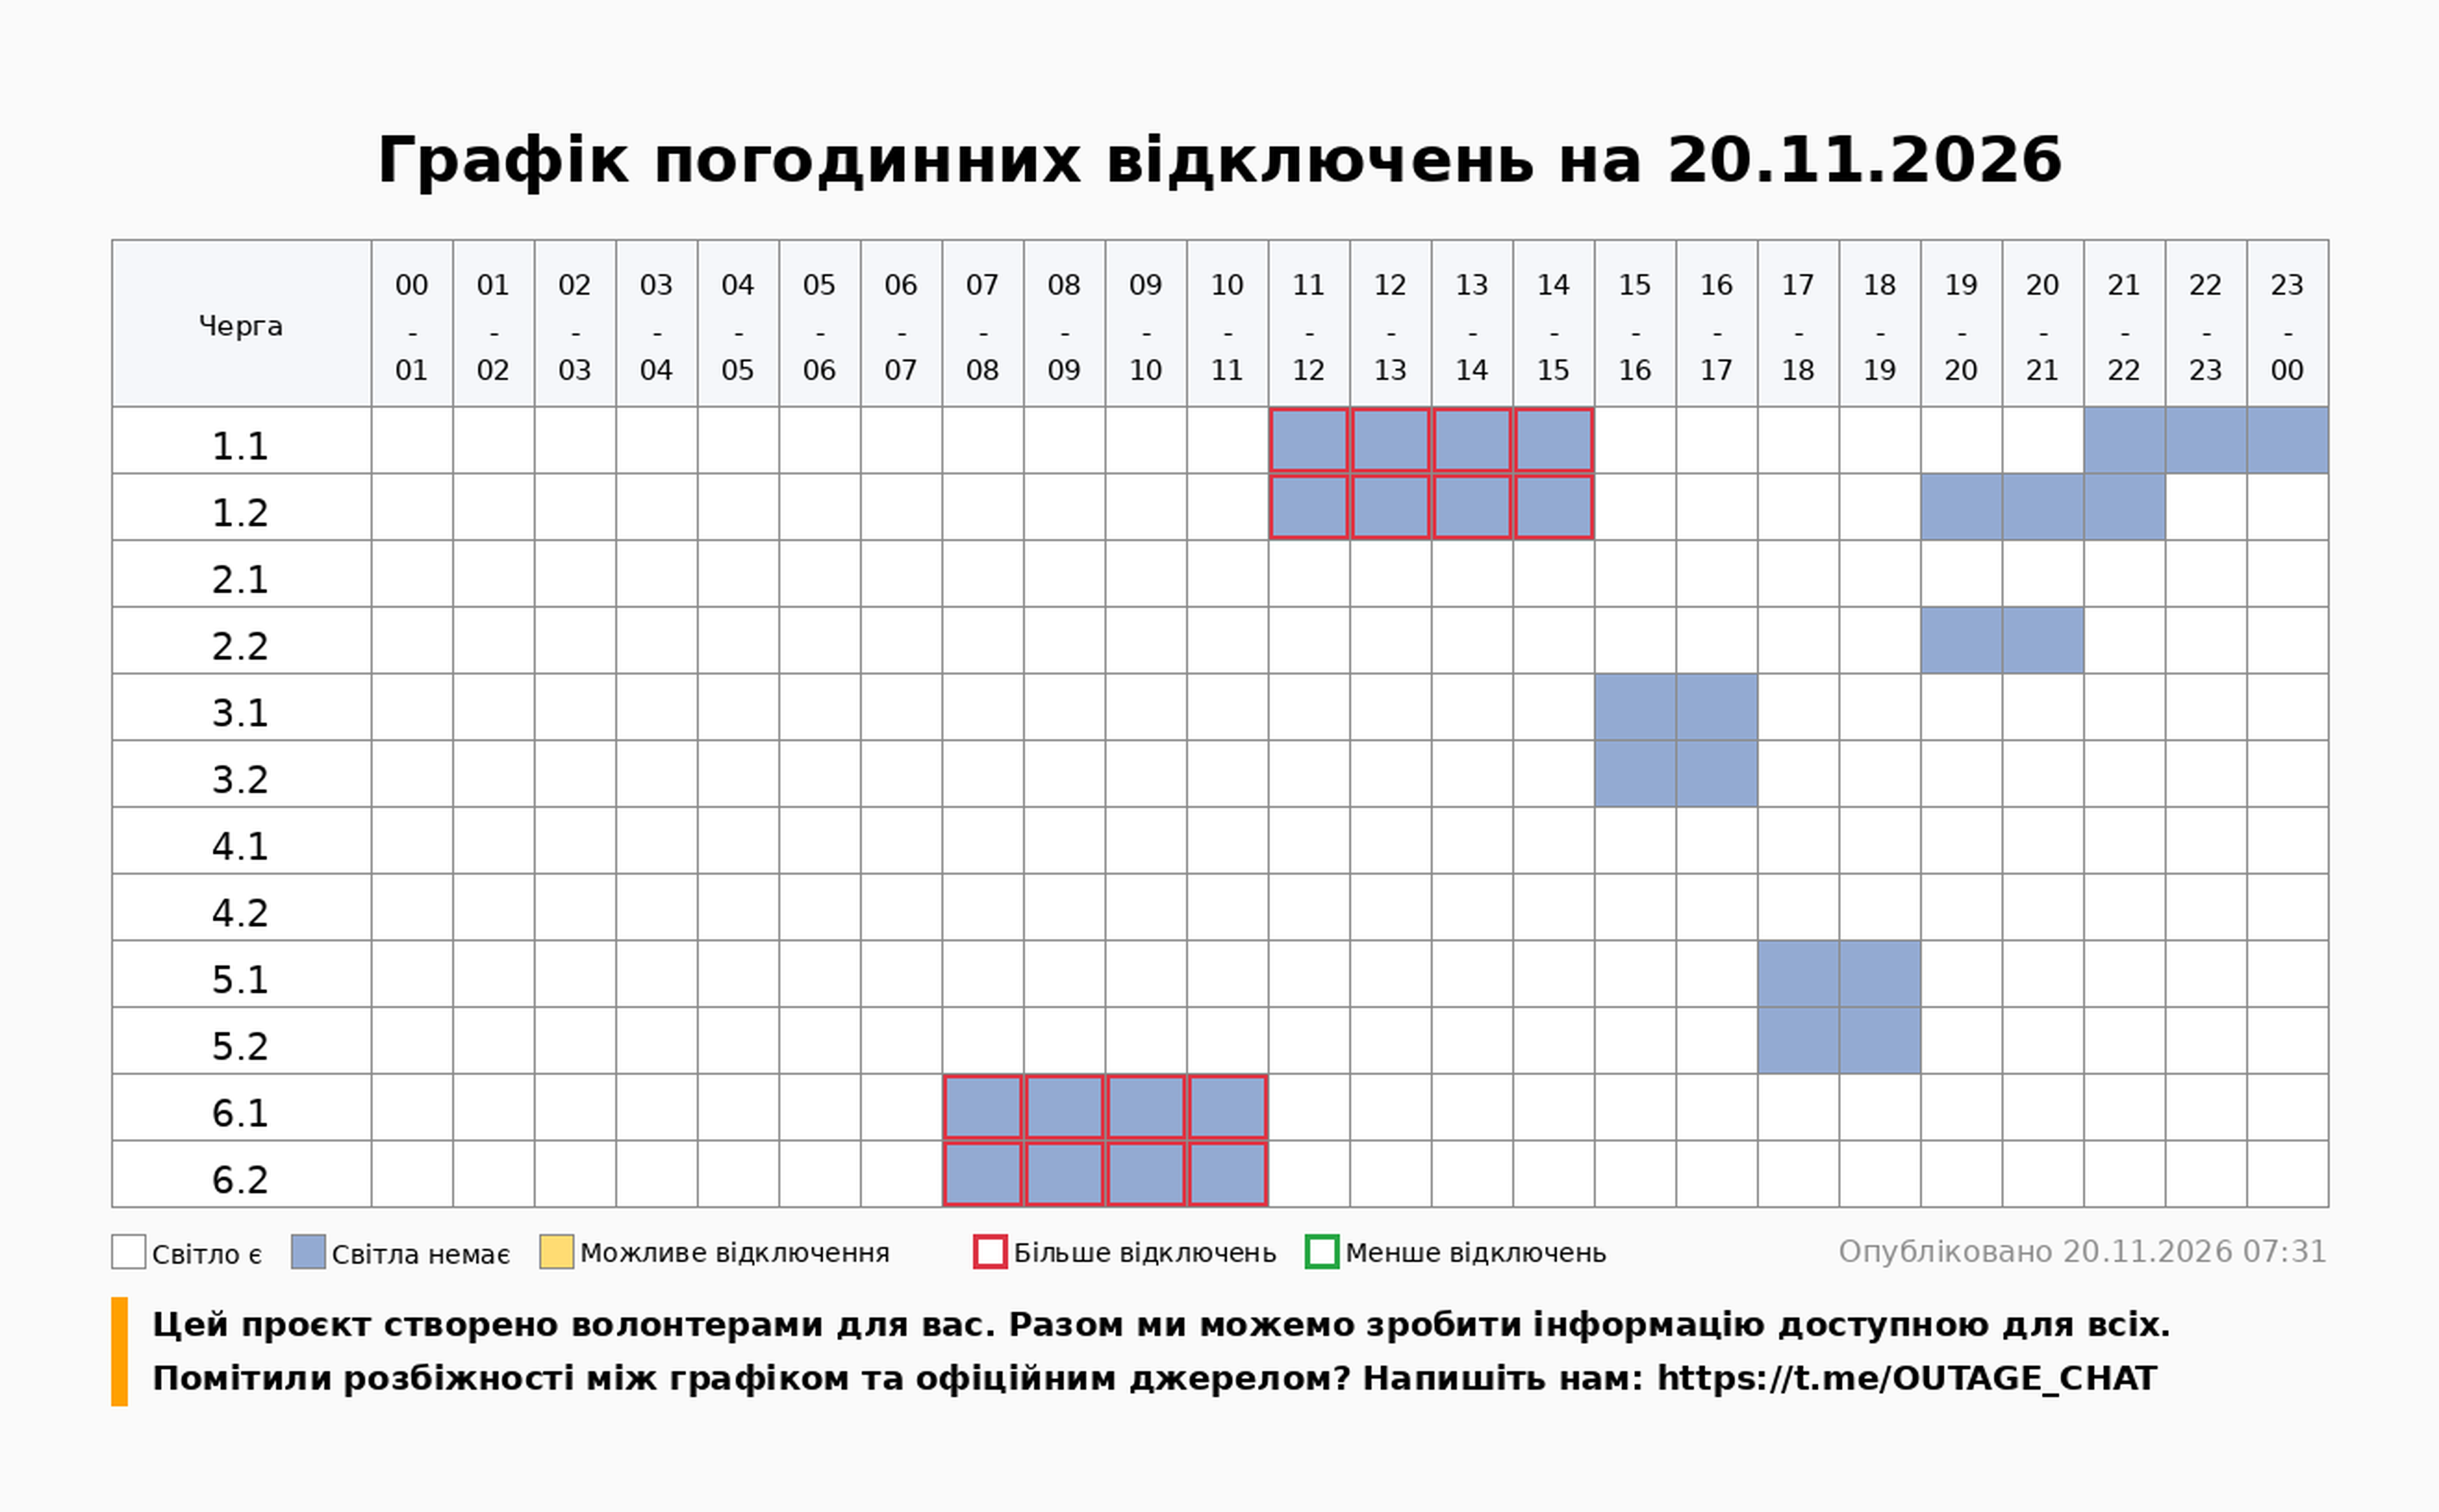 Графік погодинних відключень на 20.11.2026
Черга 00 - 01 01 - 02 02 - 03 03 - 04 04 - 05 05 - 06 06 - 07 07 - 08 08 - 09 09 - 10 10 - 11 11 - 12 12 - 13 13 - 14 14 - 15 15 - 16 16 - 17 17 - 18 18 - 19 19 - 20 20 - 21 21 - 22 22 - 23 23 - 00
1.1
1.2
2.1
2.2
3.1
3.2
4.1
4.2
5.1
5.2
6.1
6.2
Світло є Світла немає Можливе відключення Більше відключень Менше відключень Опубліковано 20.11.2026 07:31
Цей проєкт створено волонтерами для вас. Разом ми можемо зробити інформацію доступною для всіх.
Помітили розбіжності між графіком та офіційним джерелом? Напишіть нам: https://t.me/OUTAGE_CHAT